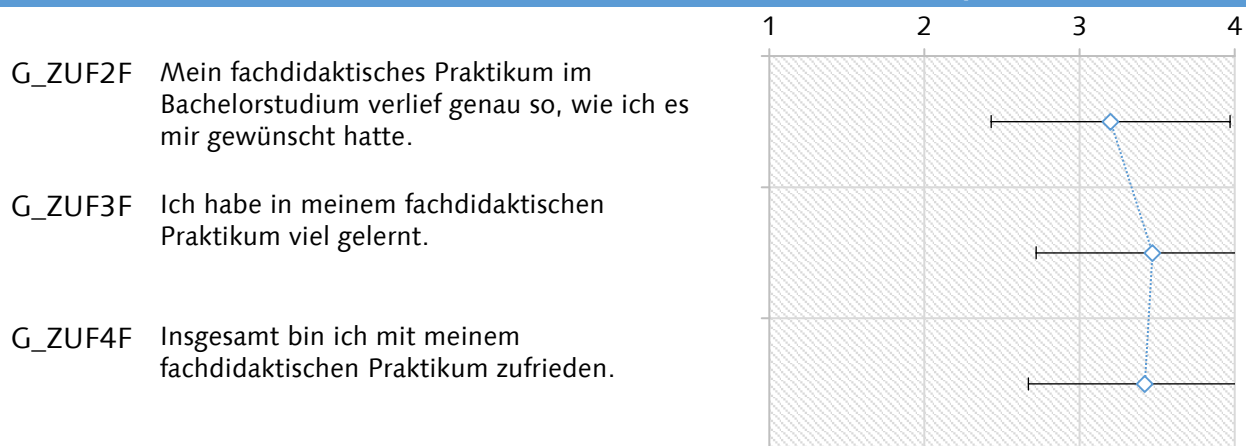 1 2 3 4
G_ZUF2F Mein fachdidaktisches Praktikum im
Bachelorstudium verlief genau so, wie ich es
mir gewünscht hatte.
G_ZUF3F Ich habe in meinem fachdidaktischen
Praktikum viel gelernt.
G_ZUF4F Insgesamt bin ich mit meinem
fachdidaktischen Praktikum zufrieden.